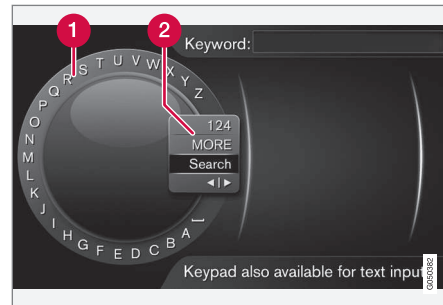 1
2
Keyword:
A B C D E F G H I J K L M N O P Q R S T U V W X Y Z
124
MORE
Search
◄|►
Keypad also available for text input
G050382